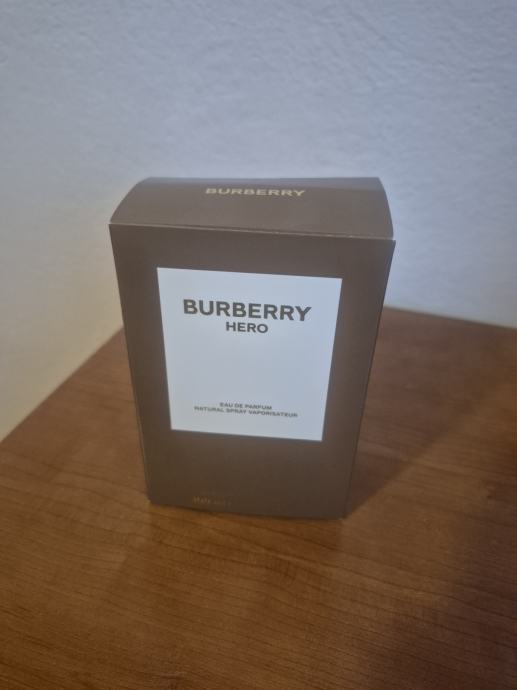 BURBERRY
BURBERRY
HERO
EAU DE PARFUM
NATURAL SPRAY VAPORISATEUR